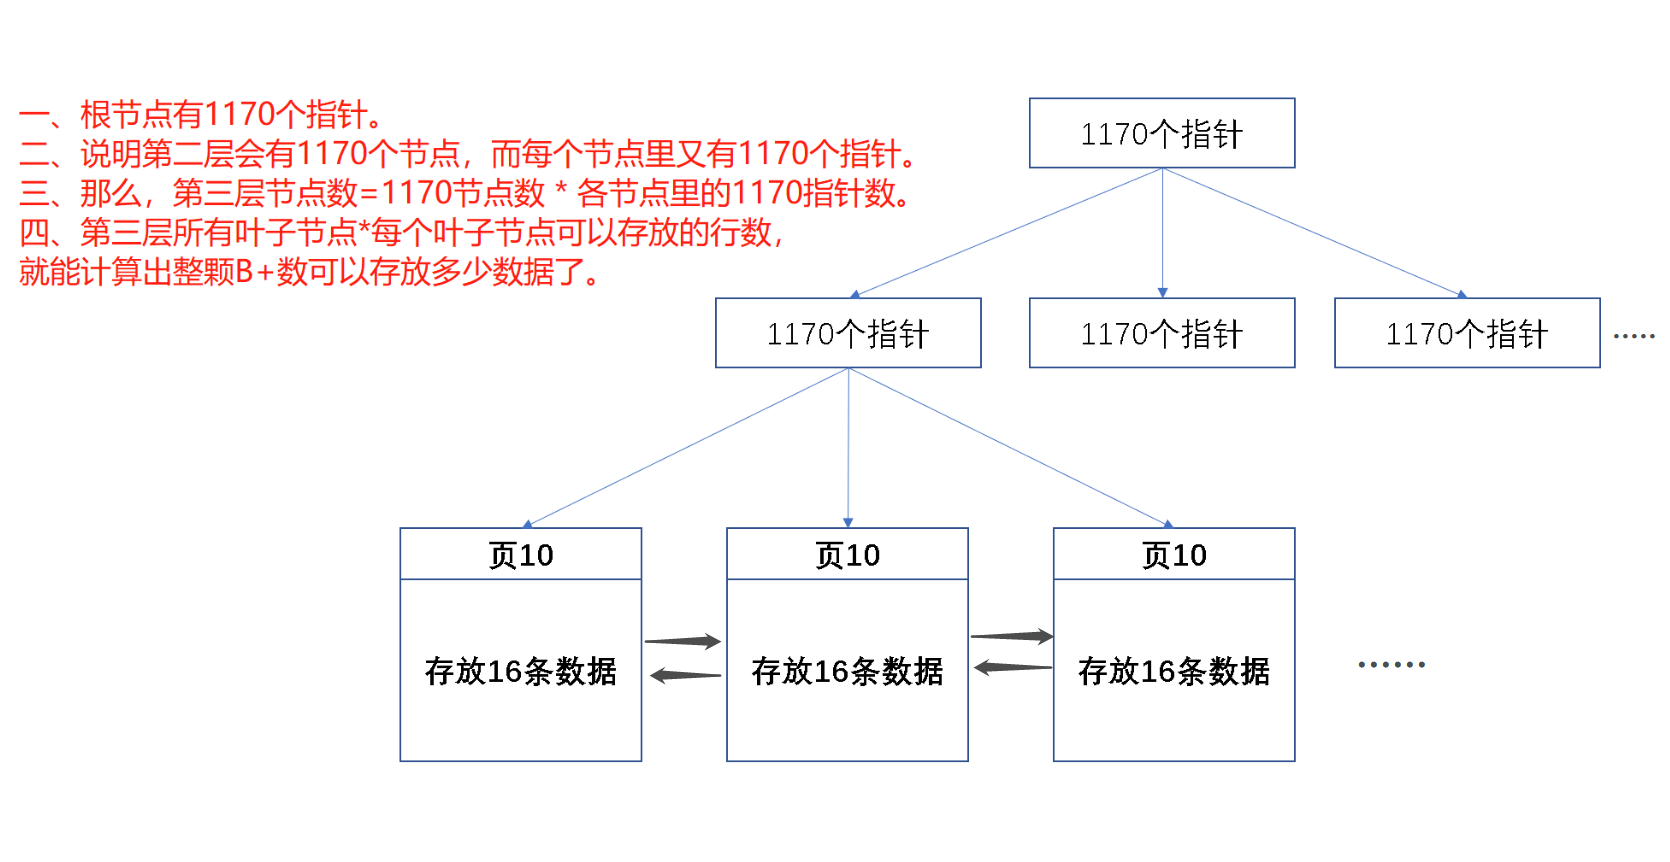 一、根节点有1170个指针。
二、说明第二层会有1170个节点，而每个节点里又有1170个指针。
三、那么，第三层节点数=1170节点数 * 各节点里的1170指针数。
四、第三层所有叶子节点*每个叶子节点可以存放的行数，
就能计算出整颗B+数可以存放多少数据了。
1170个指针
1170个指针
1170个指针
1170个指针
.....
页10
页10
页10
存放16条数据
存放16条数据
存放16条数据
......